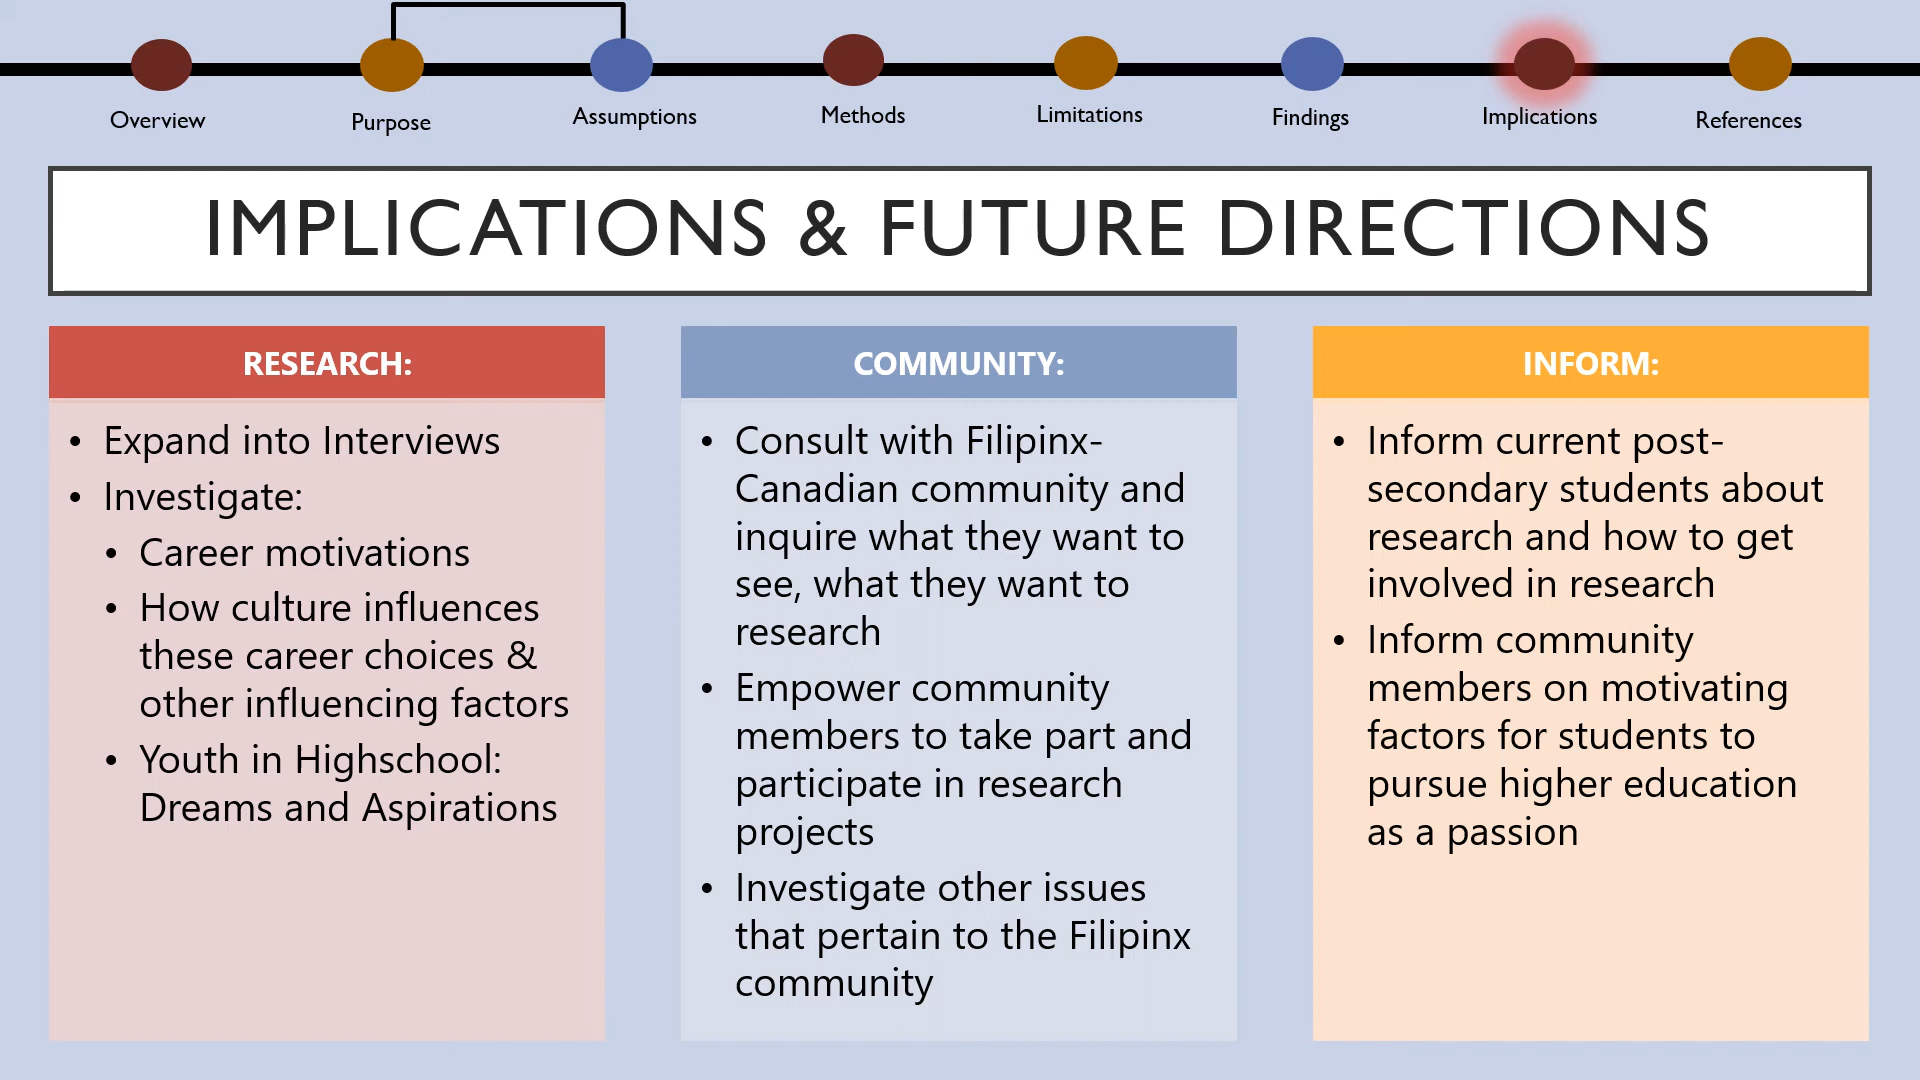 Overview
Purpose
Assumptions
Methods
Limitations
Findings
Implications
References
IMPLICATIONS & FUTURE DIRECTIONS
RESEARCH:
• Expand into Interviews
• Investigate:
• Career motivations
• How culture influences
these career choices &
other influencing factors
• Youth in Highschool:
Dreams and Aspirations
COMMUNITY:
• Consult with Filipinx-
Canadian community and
inquire what they want to
see, what they want to
research
• Empower community
members to take part and
participate in research
projects
• Investigate other issues
that pertain to the Filipinx
community
INFORM:
• Inform current post-
secondary students about
research and how to get
involved in research
• Inform community
members on motivating
factors for students to
pursue higher education
as a passion